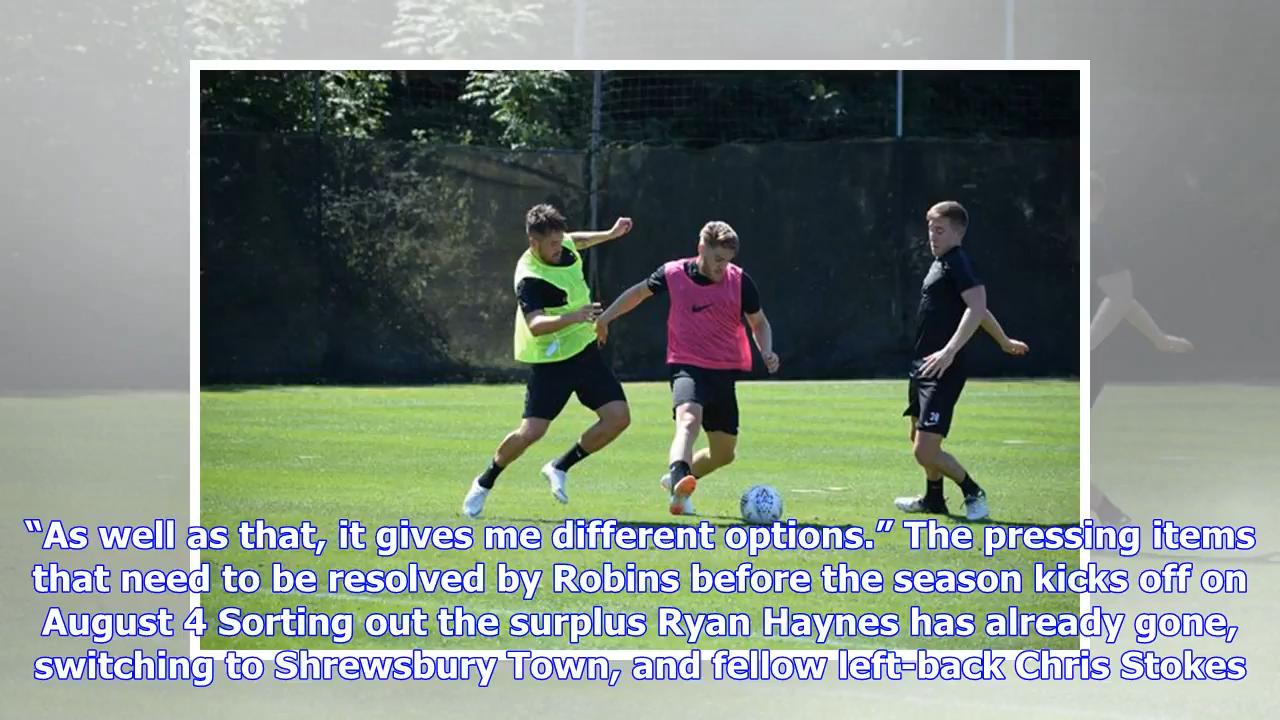 “As well as that, it gives me different options.” The pressing items
that need to be resolved by Robins before the season kicks off on
August 4 Sorting out the surplus Ryan Haynes has already gone,
switching to Shrewsbury Town, and fellow left-back Chris Stokes